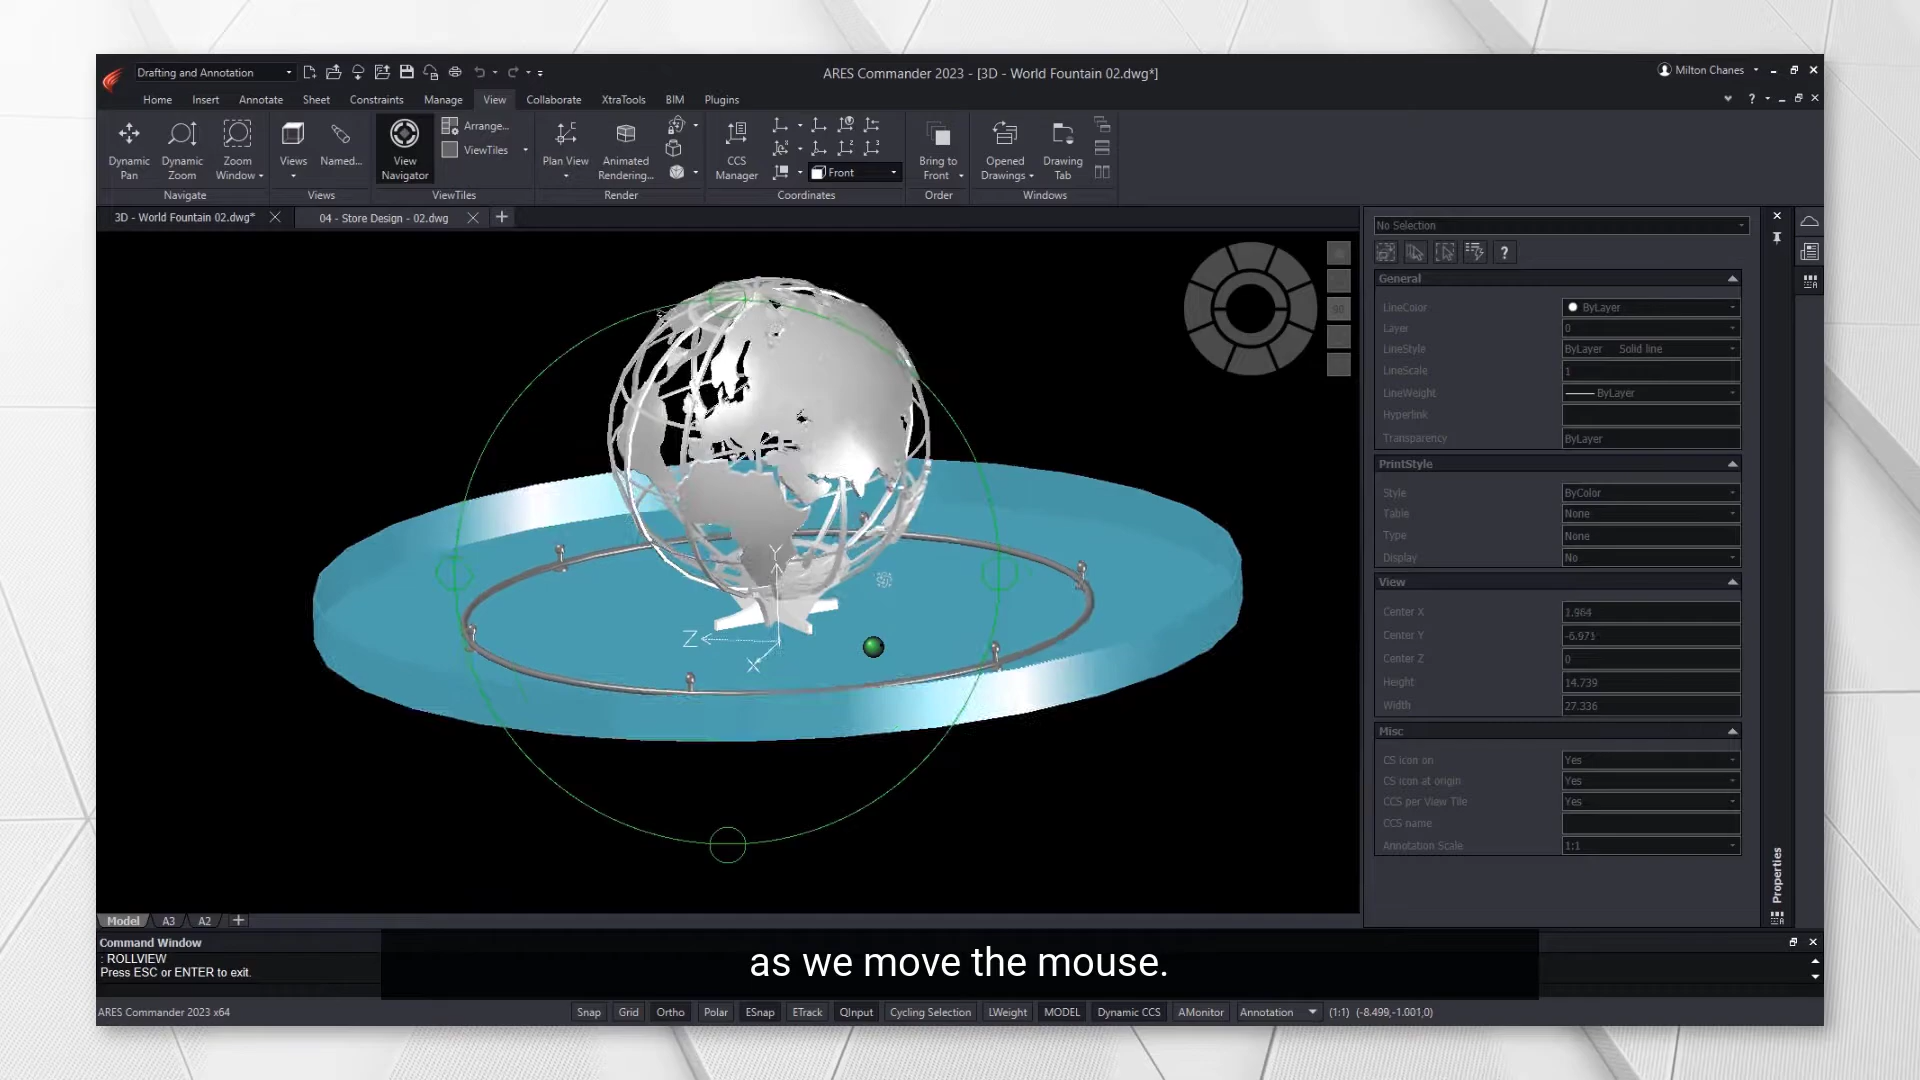 Drafting and Annotation
ARES Commander 2023 - [3D - World Fountain 02.dwg*]
Milton Chanes
Home Insert Annotate Sheet Constraints Manage View Collaborate XtraTools BIM Plugins
Dynamic Pan
Dynamic Zoom
Zoom Window
Views
Named...
View Navigator
Arrange...
ViewTiles
Plan View
Animated Rendering...
CCS Manager
Front
Bring to Front
Opened Drawings
Drawing Tab
Navigate Views ViewTiles Render Coordinates Order Windows
3D - World Fountain 02.dwg*
04 - Store Design - 02.dwg
No Selection
General
LineColor ByLayer
Layer 0
LineStyle ByLayer Solid line
LineScale 1
LineWeight ByLayer
Hyperlink
Transparency ByLayer
PrintStyle
Style ByColor
Table None
Type None
Display No
View
Center X 1.964
Center Y -6.971
Center Z 0
Height 14.739
Width 27.336
Misc
CS icon on Yes
CS icon at origin Yes
CCS per View Tile Yes
CCS name
Annotation Scale 1:1
Properties
90
Y
Z
X
Model A3 A2
Command Window
: ROLLVIEW
Press ESC or ENTER to exit.
as we move the mouse.
ARES Commander 2023 x64
Snap Grid Ortho Polar ESnap ETrack QInput Cycling Selection LWeight MODEL Dynamic CCS AMonitor Annotation (1:1) (-8.499,-1.001,0)